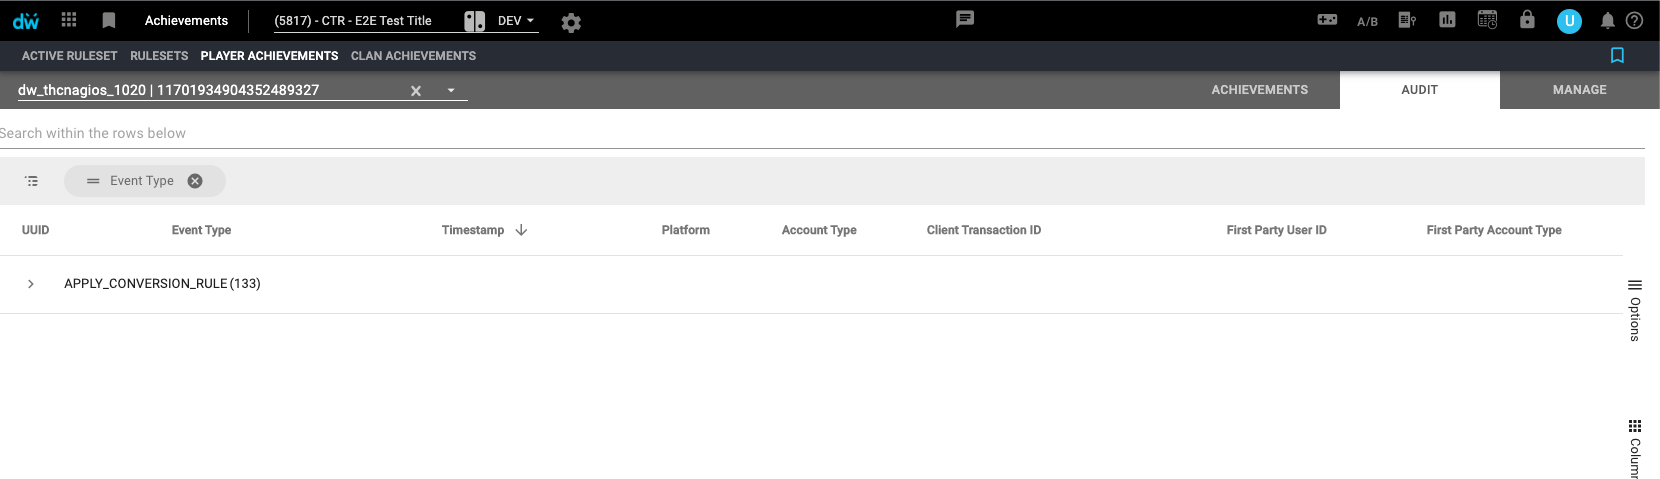 dw Achievements (5817) - CTR - E2E Test Title DEV A/B U
ACTIVE RULESET RULESETS PLAYER ACHIEVEMENTS CLAN ACHIEVEMENTS
dw_thcnagios_1020 | 11701934904352489327 ACHIEVEMENTS AUDIT MANAGE
Search within the rows below
Event Type
UUID Event Type Timestamp Platform Account Type Client Transaction ID First Party User ID First Party Account Type
APPLY_CONVERSION_RULE (133)
Options
Columr